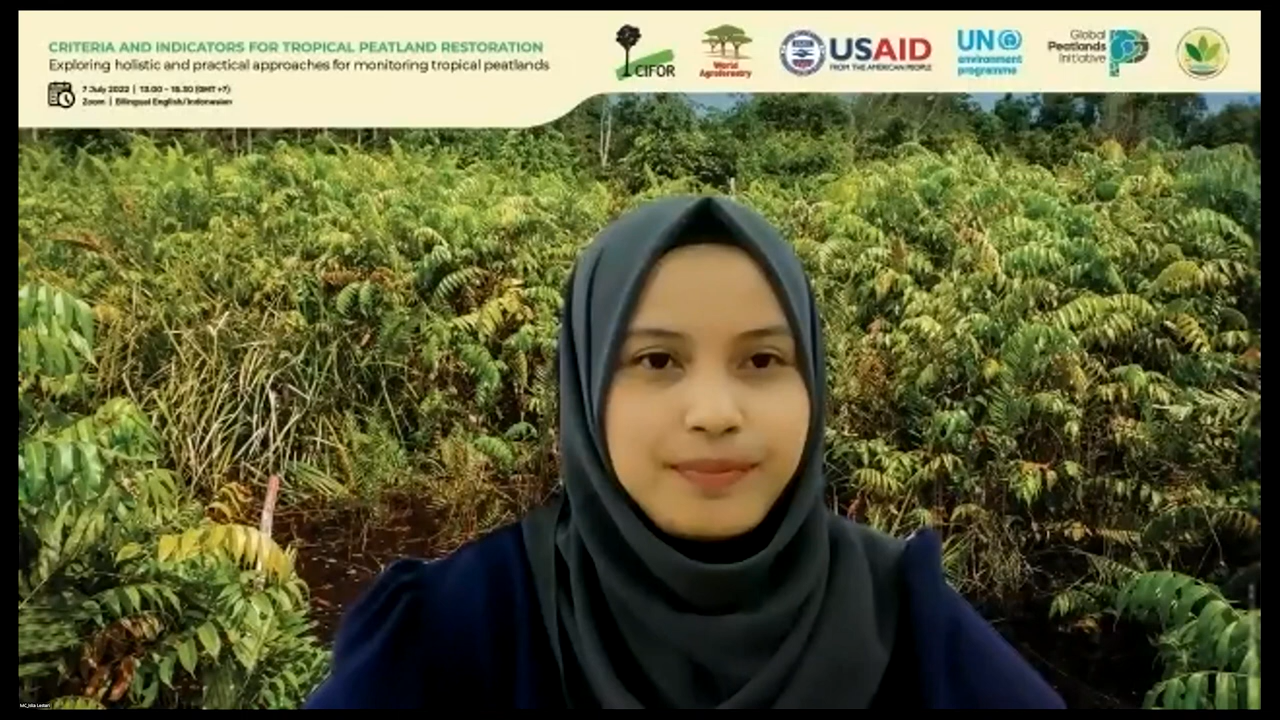 CRITERIA AND INDICATORS FOR TROPICAL PEATLAND RESTORATION
Exploring holistic and practical approaches for monitoring tropical peatlands
7 July 2022 | 13.00 - 15.30 (GMT +7)
Zoom | Bilingual English/Indonesian
CIFOR
World
Agroforestry
USAID
FROM THE AMERICAN PEOPLE
UN
environment
programme
Global
Peatlands
Initiative